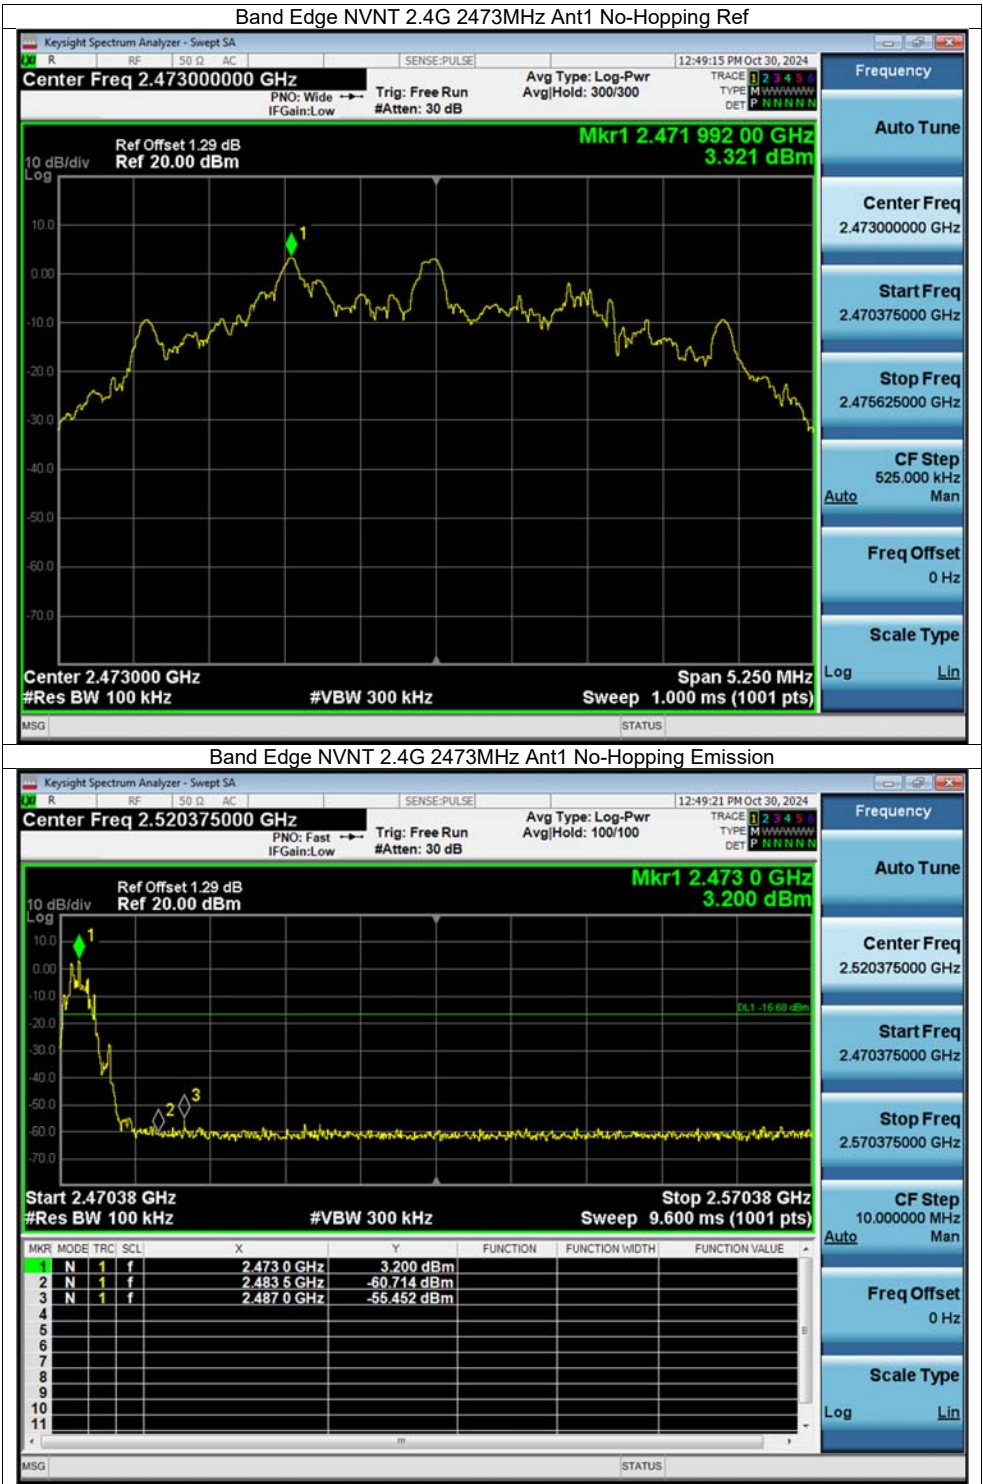 Band Edge NVNT 2.4G 2473MHz Ant1 No-Hopping Ref
Keysight Spectrum Analyzer - Swept SA
R RF 50 Ω AC SENSE:PULSE 12:49:15 PM Oct 30, 2024
Center Freq 2.473000000 GHz
PNO: Wide
IFGain:Low
Trig: Free Run
#Atten: 30 dB
Avg Type: Log-Pwr
Avg|Hold: 300/300
TRACE 1 2 3 4 5 6
TYPE M WWWWW
DET P N N N N N
Frequency
Auto Tune
Center Freq
2.473000000 GHz
Start Freq
2.470375000 GHz
Stop Freq
2.475625000 GHz
CF Step
525.000 kHz
Auto Man
Freq Offset
0 Hz
Scale Type
Log Lin
Mkr1 2.471 992 00 GHz
3.321 dBm
Ref Offset 1.29 dB
10 dB/div Ref 20.00 dBm
Log
10.0
0.00
-10.0
-20.0
-30.0
-40.0
-50.0
-60.0
-70.0
1
Center 2.473000 GHz Span 5.250 MHz
#Res BW 100 kHz #VBW 300 kHz Sweep 1.000 ms (1001 pts)
MSG STATUS
Band Edge NVNT 2.4G 2473MHz Ant1 No-Hopping Emission
Keysight Spectrum Analyzer - Swept SA
R RF 50 Ω AC SENSE:PULSE 12:49:21 PM Oct 30, 2024
Center Freq 2.520375000 GHz
PNO: Fast
IFGain:Low
Trig: Free Run
#Atten: 30 dB
Avg Type: Log-Pwr
Avg|Hold: 100/100
TRACE 1 2 3 4 5 6
TYPE M WWWWW
DET P N N N N N
Frequency
Auto Tune
Center Freq
2.520375000 GHz
Start Freq
2.470375000 GHz
Stop Freq
2.570375000 GHz
CF Step
10.000000 MHz
Auto Man
Freq Offset
0 Hz
Scale Type
Log Lin
Mkr1 2.473 0 GHz
3.200 dBm
Ref Offset 1.29 dB
10 dB/div Ref 20.00 dBm
Log
10.0
0.00
-10.0
-20.0
-30.0
-40.0
-50.0
-60.0
-70.0
1
2
3
DL1 -16.68 dBm
Start 2.47038 GHz Stop 2.57038 GHz
#Res BW 100 kHz #VBW 300 kHz Sweep 9.600 ms (1001 pts)
MKR MODE TRC SCL X Y FUNCTION FUNCTION WIDTH FUNCTION VALUE
1 N 1 f 2.473 0 GHz 3.200 dBm
2 N 1 f 2.483 5 GHz -60.714 dBm
3 N 1 f 2.487 0 GHz -55.452 dBm
4
5
6
7
8
9
10
11
MSG STATUS